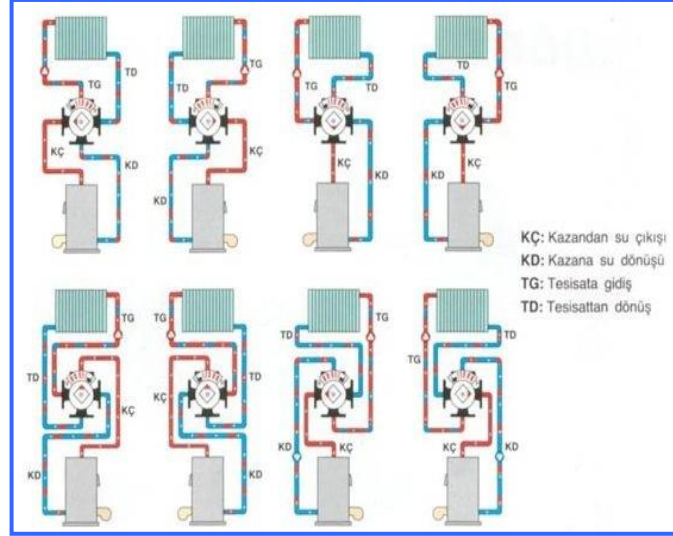 TG
TD
KÇ
KD
TD
TG
KÇ
KD
TG
TD
KÇ
KD
TD
TG
KÇ
KD
KÇ: Kazandan su çıkışı
KD: Kazana su dönüşü
TG: Tesisata gidiş
TD: Tesisattan dönüş
TG
TD
KÇ
KD
TG
TD
KÇ
KD
TD
TG
KD
KÇ
TD
TG
KÇ
KD